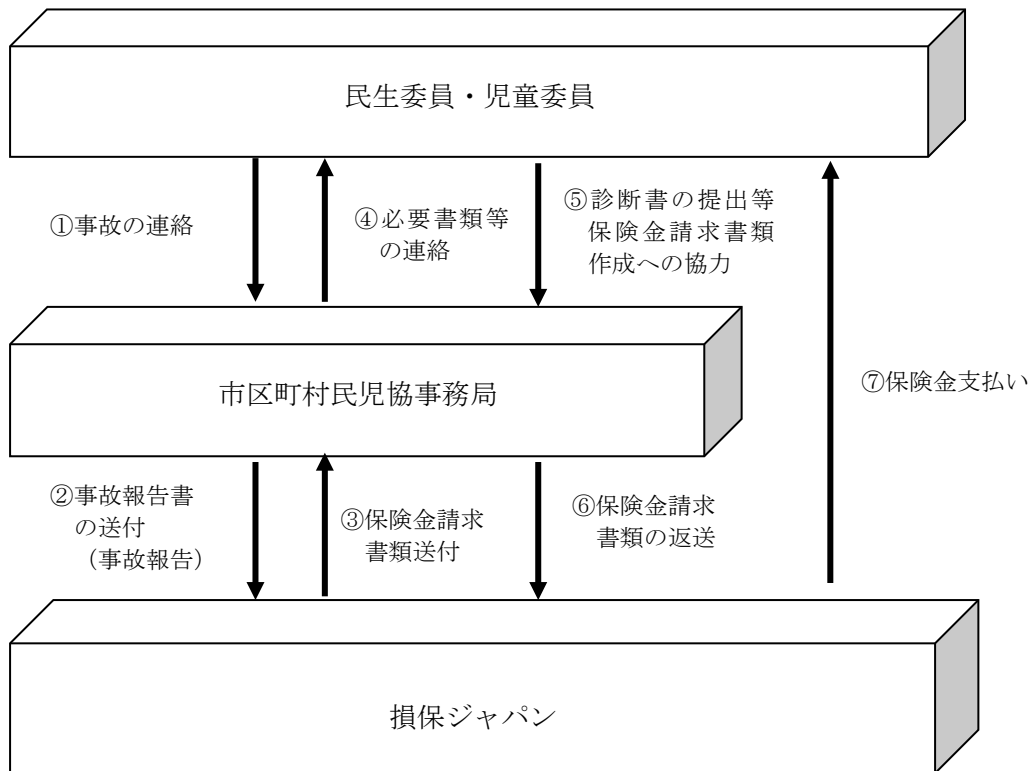 民生委員・児童委員
①事故の連絡
④必要書類等
の連絡
⑤診断書の提出等
保険金請求書類
作成への協力
市区町村民児協事務局
⑦保険金支払い
②事故報告書
の送付
（事故報告）
③保険金請求
書類送付
⑥保険金請求
書類の返送
損保ジャパン